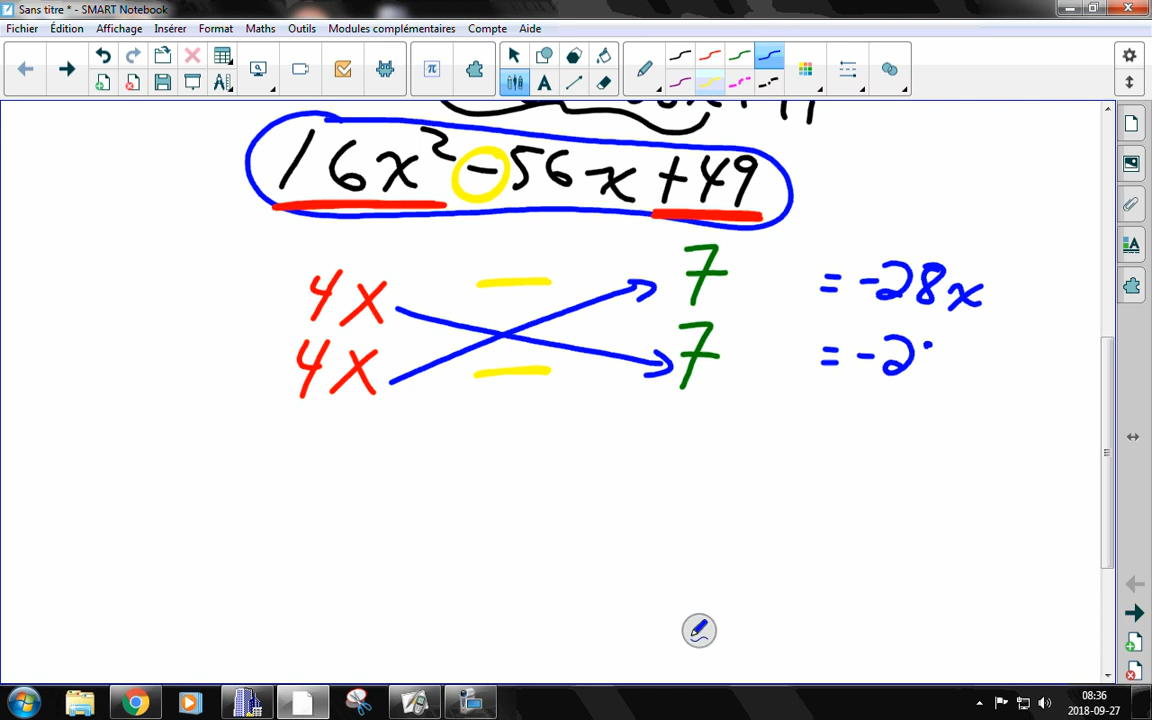 Sans titre * - SMART Notebook
Fichier Édition Affichage Insérer Format Maths Outils Modules complémentaires Compte Aide
16x² - 56x + 49
4x 7 = -28x
4x 7 = -2
08:36
2018-09-27